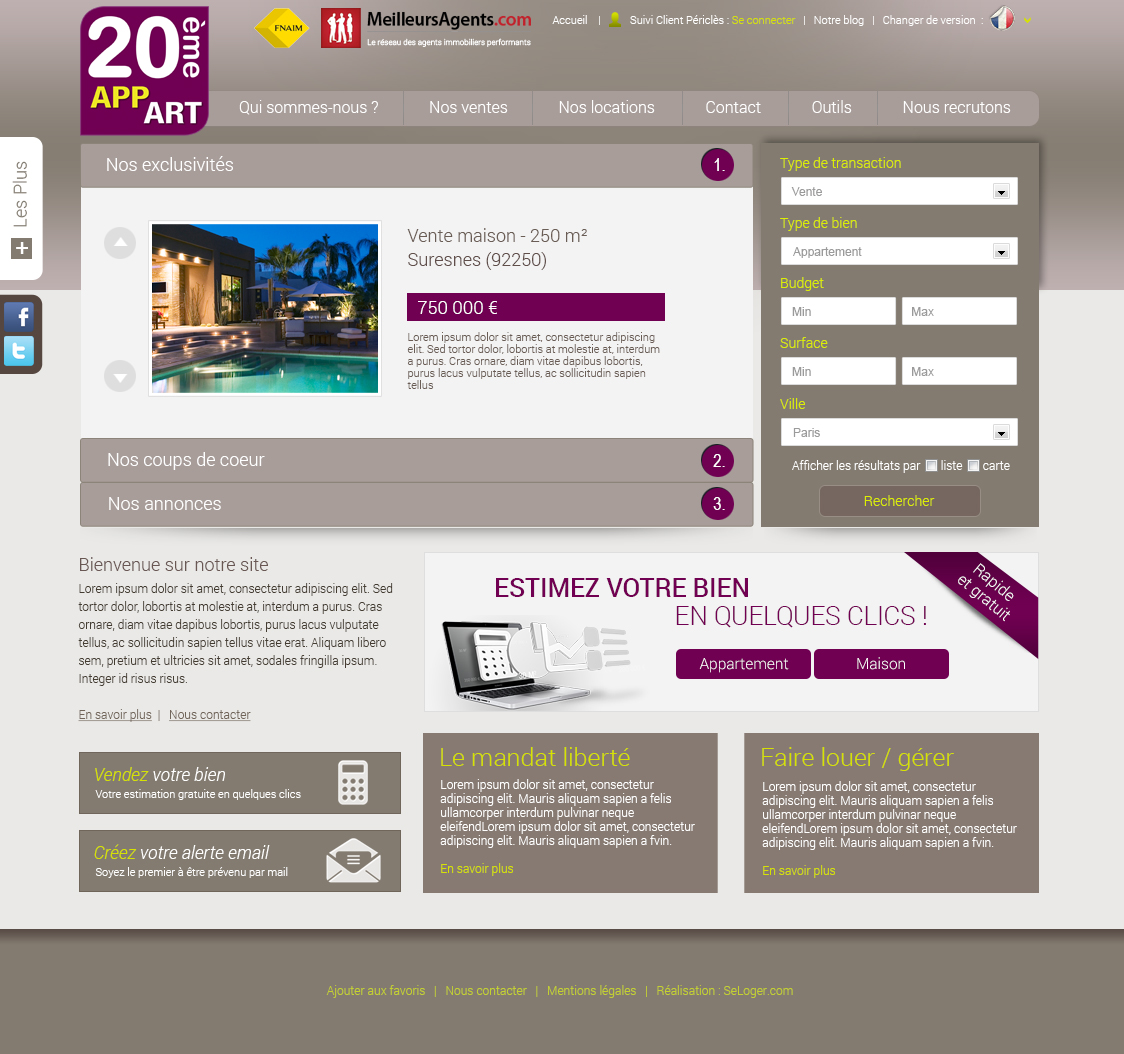 20ème
APP
ART
FNAIM
MeilleursAgents.com
Le réseau des agents immobiliers performants
Accueil | Suivi Client Périclès : Se connecter | Notre blog | Changer de version :
Qui sommes-nous ? Nos ventes Nos locations Contact Outils Nous recrutons
Les Plus
+
f
t
Nos exclusivités 1.
Vente maison - 250 m²
Suresnes (92250)
750 000 €
Lorem ipsum dolor sit amet, consectetur adipiscing
elit. Sed tortor dolor, lobortis at molestie at, interdum
a purus. Cras ornare, diam vitae dapibus lobortis,
purus lacus vulputate tellus, ac sollicitudin sapien
tellus
Nos coups de coeur 2.
Nos annonces 3.
Type de transaction
Vente
Type de bien
Appartement
Budget
Min Max
Surface
Min Max
Ville
Paris
Afficher les résultats par liste carte
Rechercher
Bienvenue sur notre site
Lorem ipsum dolor sit amet, consectetur adipiscing elit. Sed
tortor dolor, lobortis at molestie at, interdum a purus. Cras
ornare, diam vitae dapibus lobortis, purus lacus vulputate
tellus, ac sollicitudin sapien tellus vitae erat. Aliquam libero
sem, pretium et ultricies sit amet, sodales fringilla ipsum.
Integer id risus risus.
En savoir plus | Nous contacter
ESTIMEZ VOTRE BIEN
EN QUELQUES CLICS !
Rapide
et gratuit
Appartement Maison
Vendez votre bien
Votre estimation gratuite en quelques clics
Créez votre alerte email
Soyez le premier à être prévenu par mail
Le mandat liberté
Lorem ipsum dolor sit amet, consectetur
adipiscing elit. Mauris aliquam sapien a felis
ullamcorper interdum pulvinar neque
eleifendLorem ipsum dolor sit amet, consectetur
adipiscing elit. Mauris aliquam sapien a fvin.
En savoir plus
Faire louer / gérer
Lorem ipsum dolor sit amet, consectetur
adipiscing elit. Mauris aliquam sapien a felis
ullamcorper interdum pulvinar neque
eleifendLorem ipsum dolor sit amet, consectetur
adipiscing elit. Mauris aliquam sapien a fvin.
En savoir plus
Ajouter aux favoris | Nous contacter | Mentions légales | Réalisation : SeLoger.com